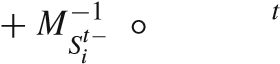 + M_{S_i^{t-}}^{-1} ∘ ^t